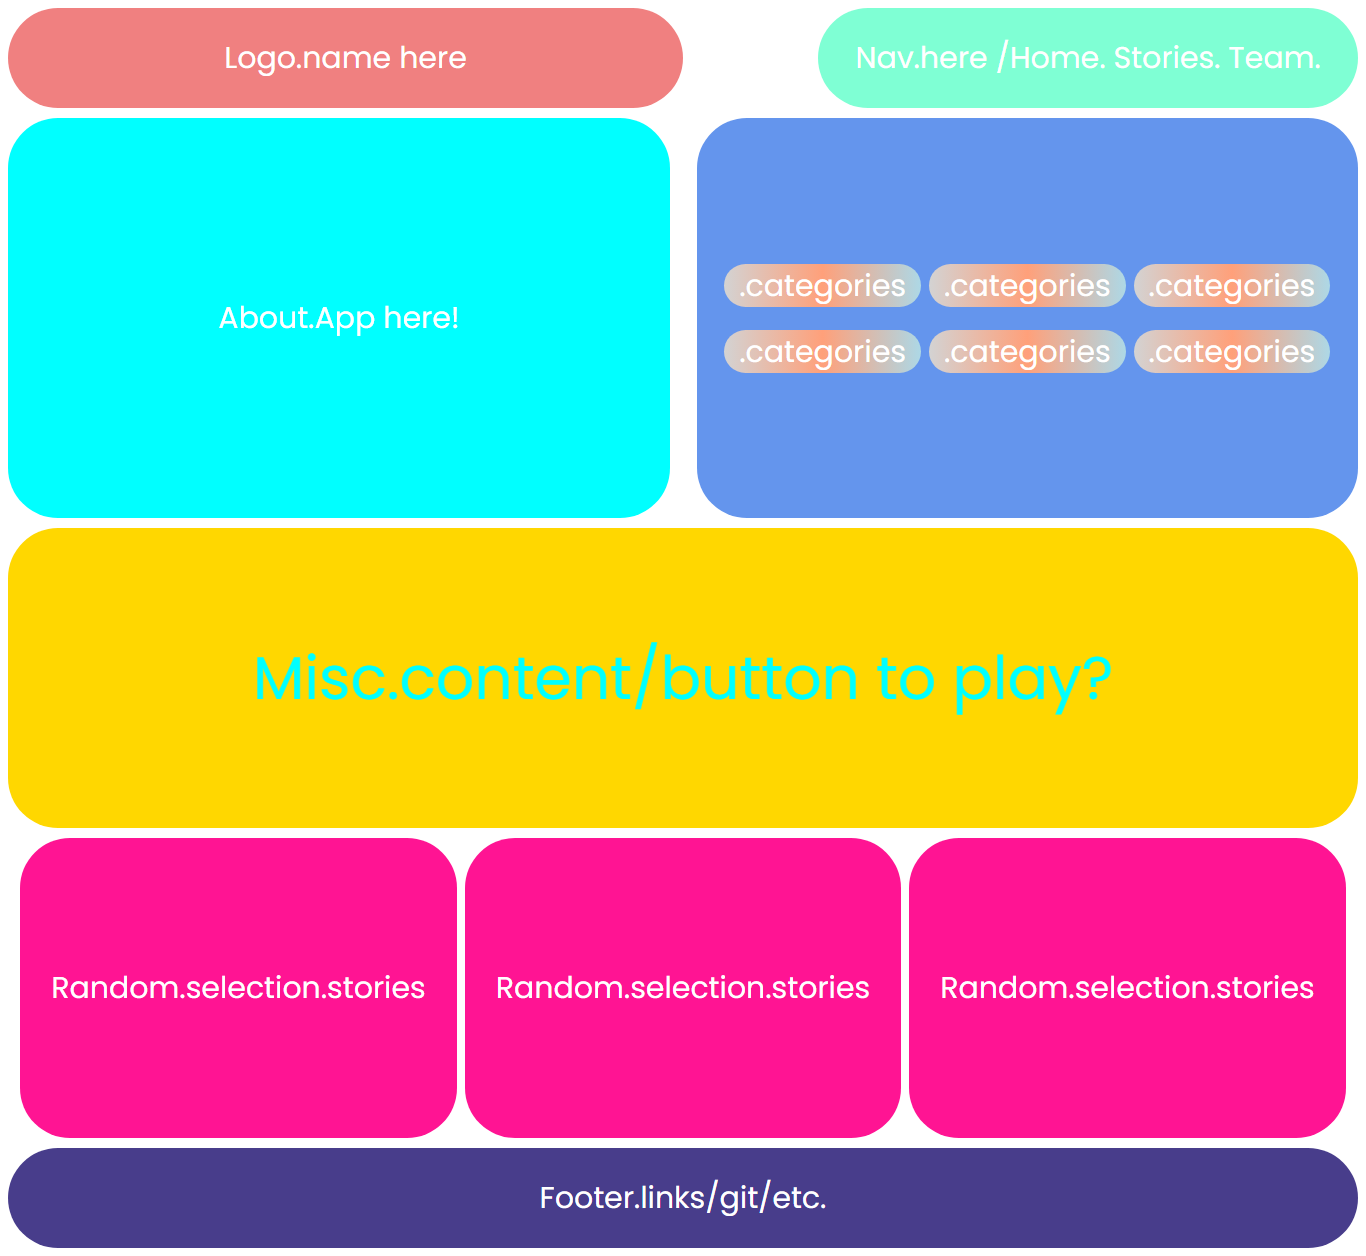 Logo.name here
Nav.here /Home. Stories. Team.
About.App here!
.categories .categories .categories
.categories .categories .categories
Misc.content/button to play?
Random.selection.stories Random.selection.stories Random.selection.stories
Footer.links/git/etc.